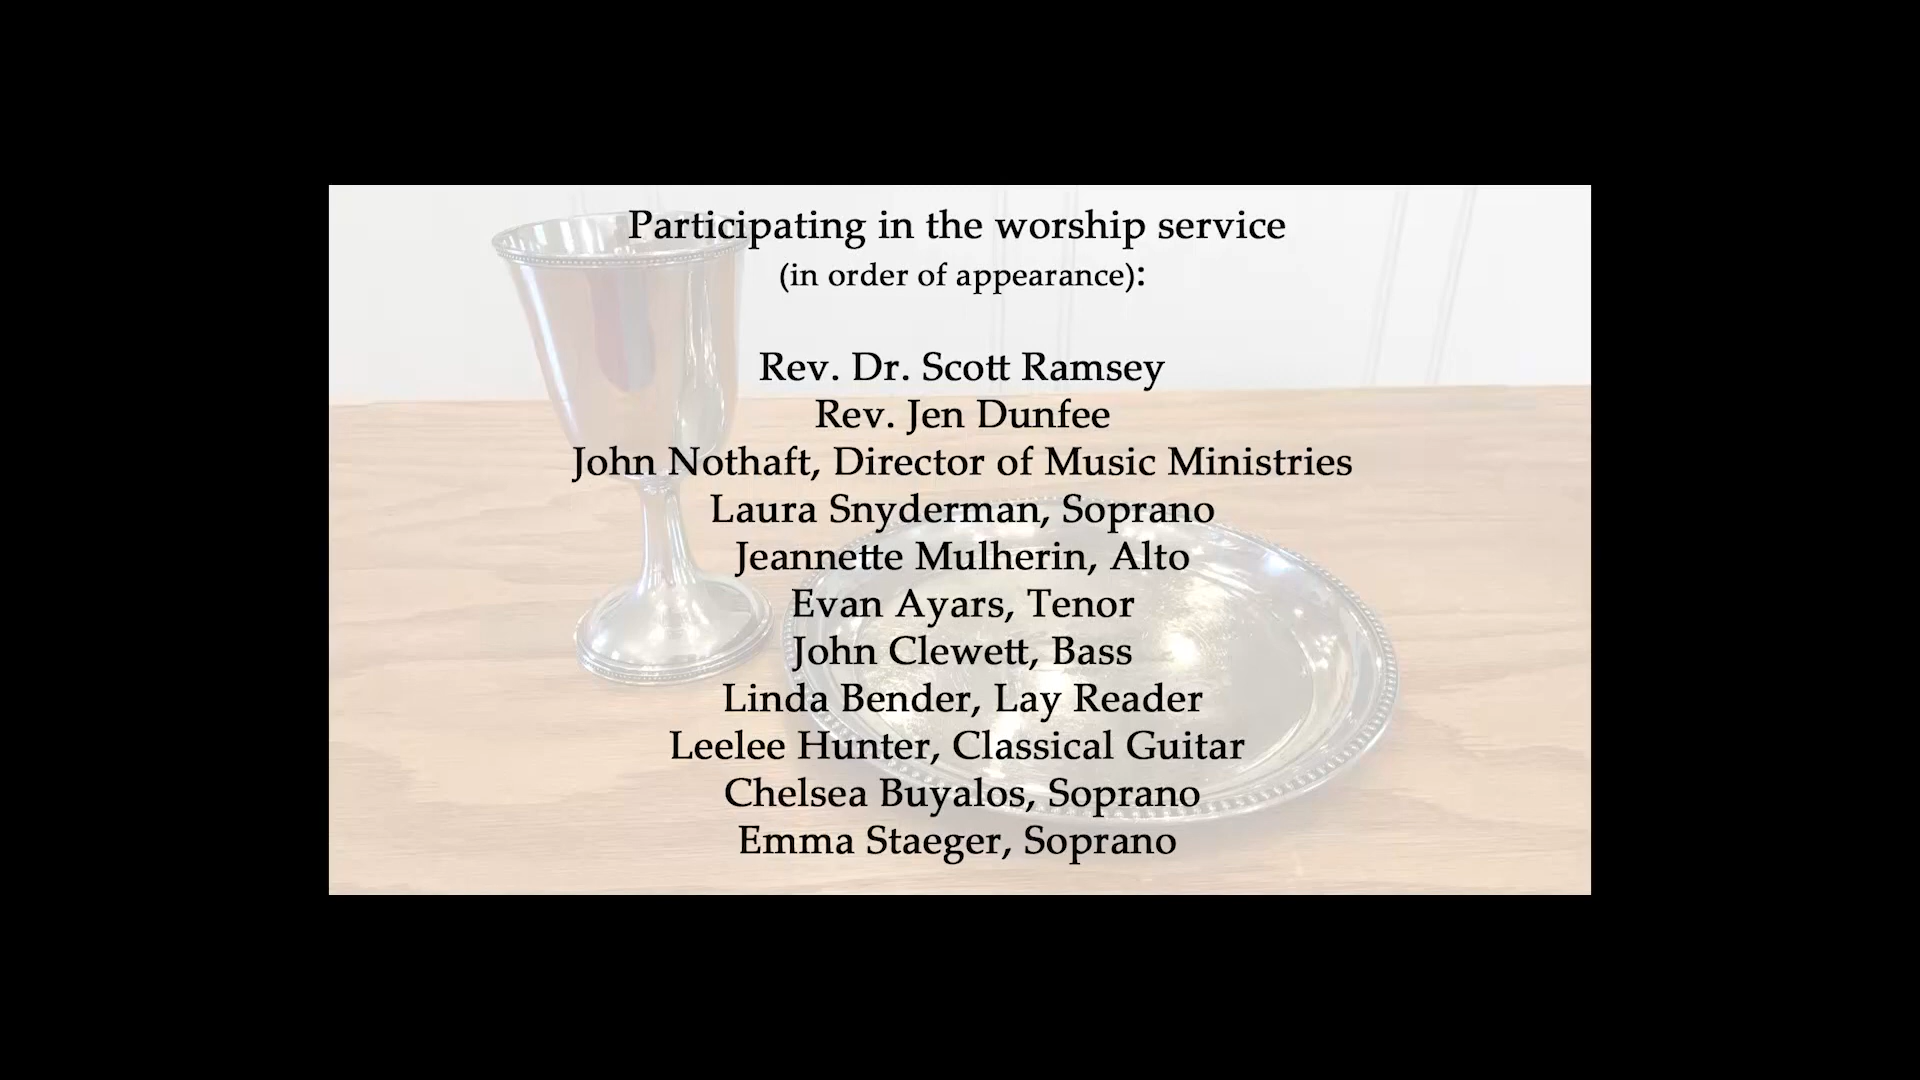 Participating in the worship service
(in order of appearance):
Rev. Dr. Scott Ramsey
Rev. Jen Dunfee
John Nothaft, Director of Music Ministries
Laura Snyderman, Soprano
Jeannette Mulherin, Alto
Evan Ayars, Tenor
John Clewett, Bass
Linda Bender, Lay Reader
Leelee Hunter, Classical Guitar
Chelsea Buyalos, Soprano
Emma Staeger, Soprano